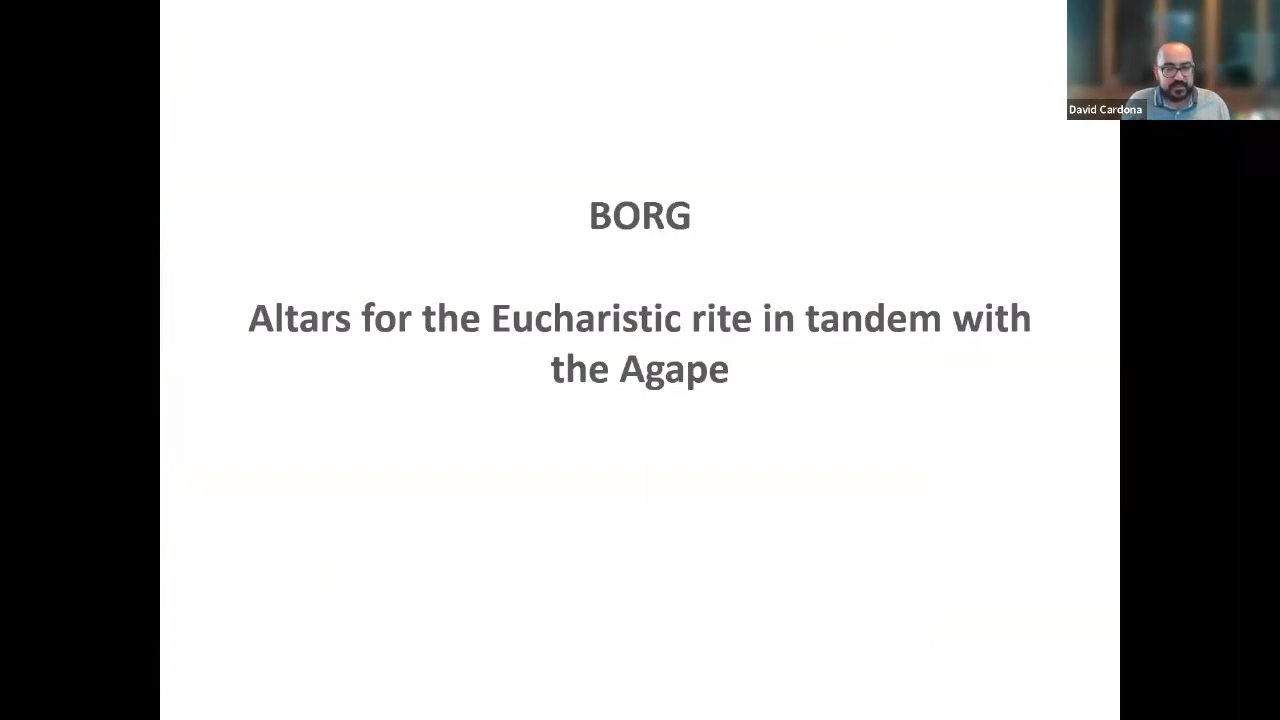 David Cardona
BORG
Altars for the Eucharistic rite in tandem with
the Agape